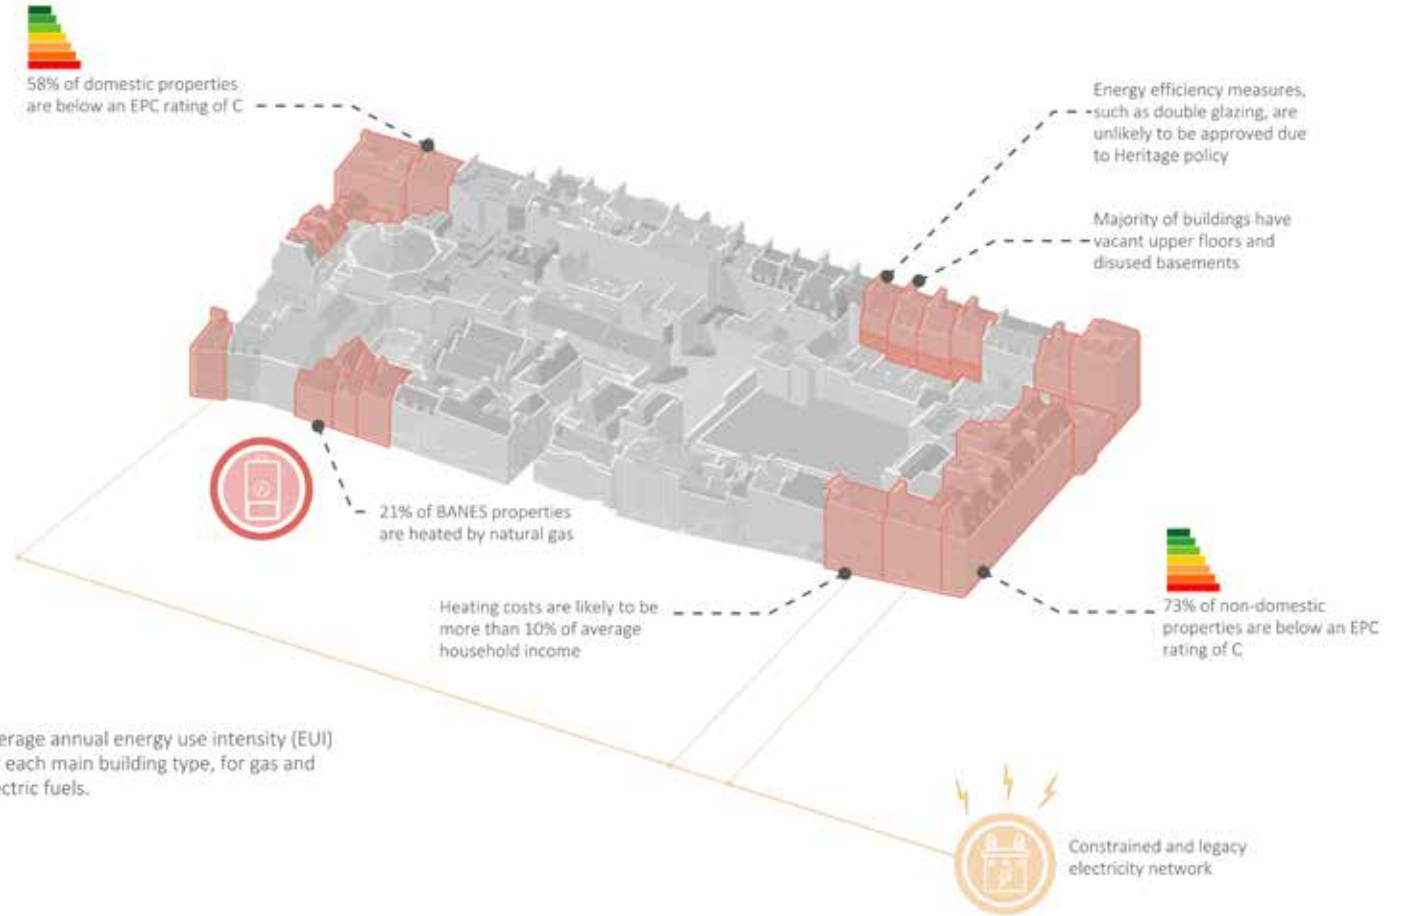 58% of domestic properties
are below an EPC rating of C
Energy efficiency measures,
such as double glazing, are
unlikely to be approved due
to Heritage policy
Majority of buildings have
vacant upper floors and
disused basements
21% of BANES properties
are heated by natural gas
Heating costs are likely to be
more than 10% of average
household income
73% of non-domestic
properties are below an EPC
rating of C
erage annual energy use intensity (EUI)
each main building type, for gas and
ectric fuels.
Constrained and legacy
electricity network